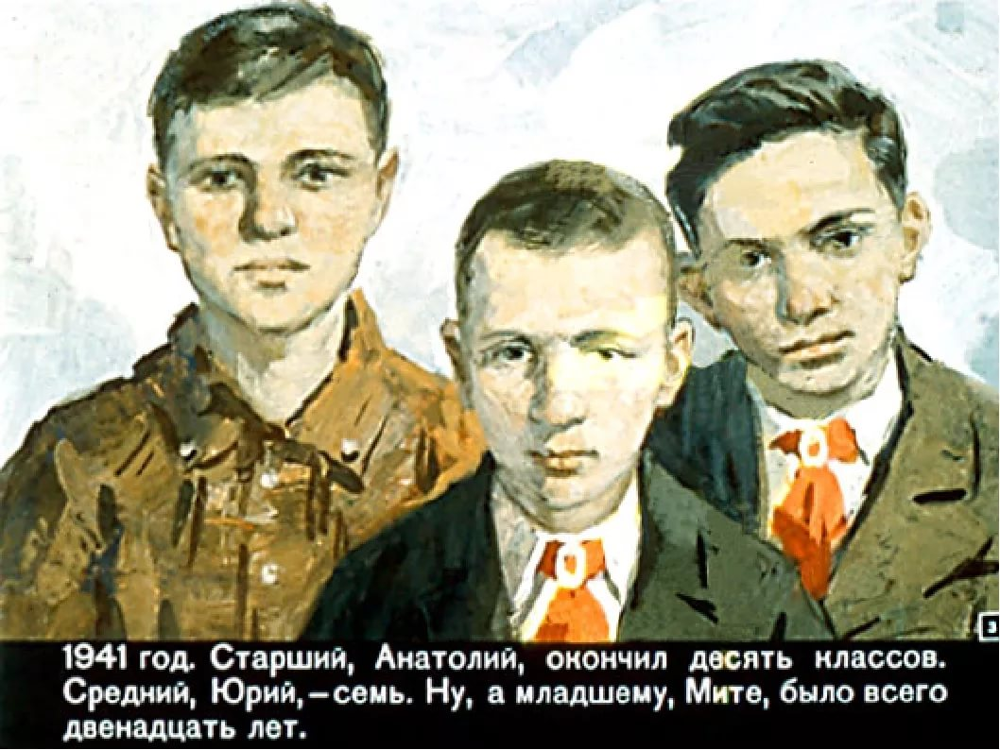 1941 год. Старший, Анатолий, окончил десять классов.
Средний, Юрий,—семь. Ну, а младшему, Мите, было всего
двенадцать лет.